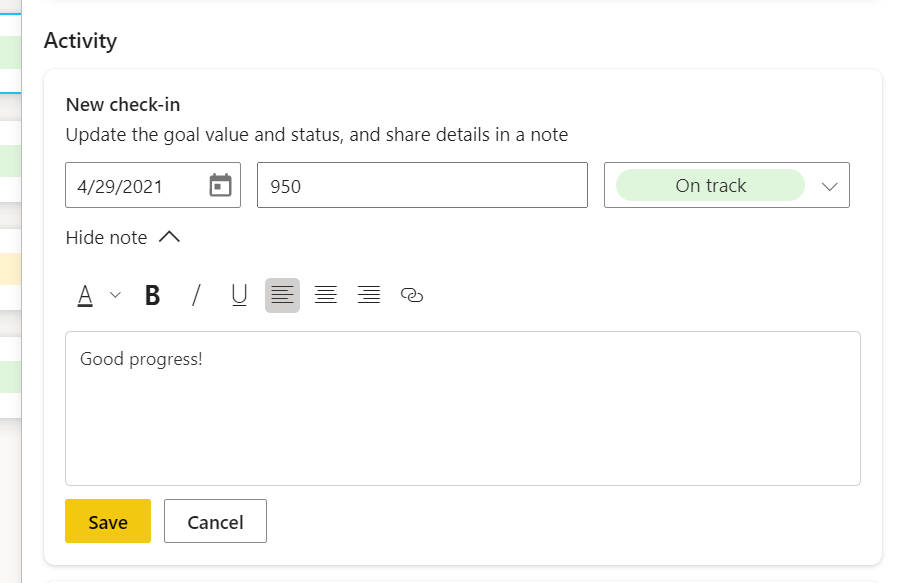 Activity
New check-in
Update the goal value and status, and share details in a note
4/29/2021 950 On track
Hide note
A B / U
Good progress!
Save Cancel